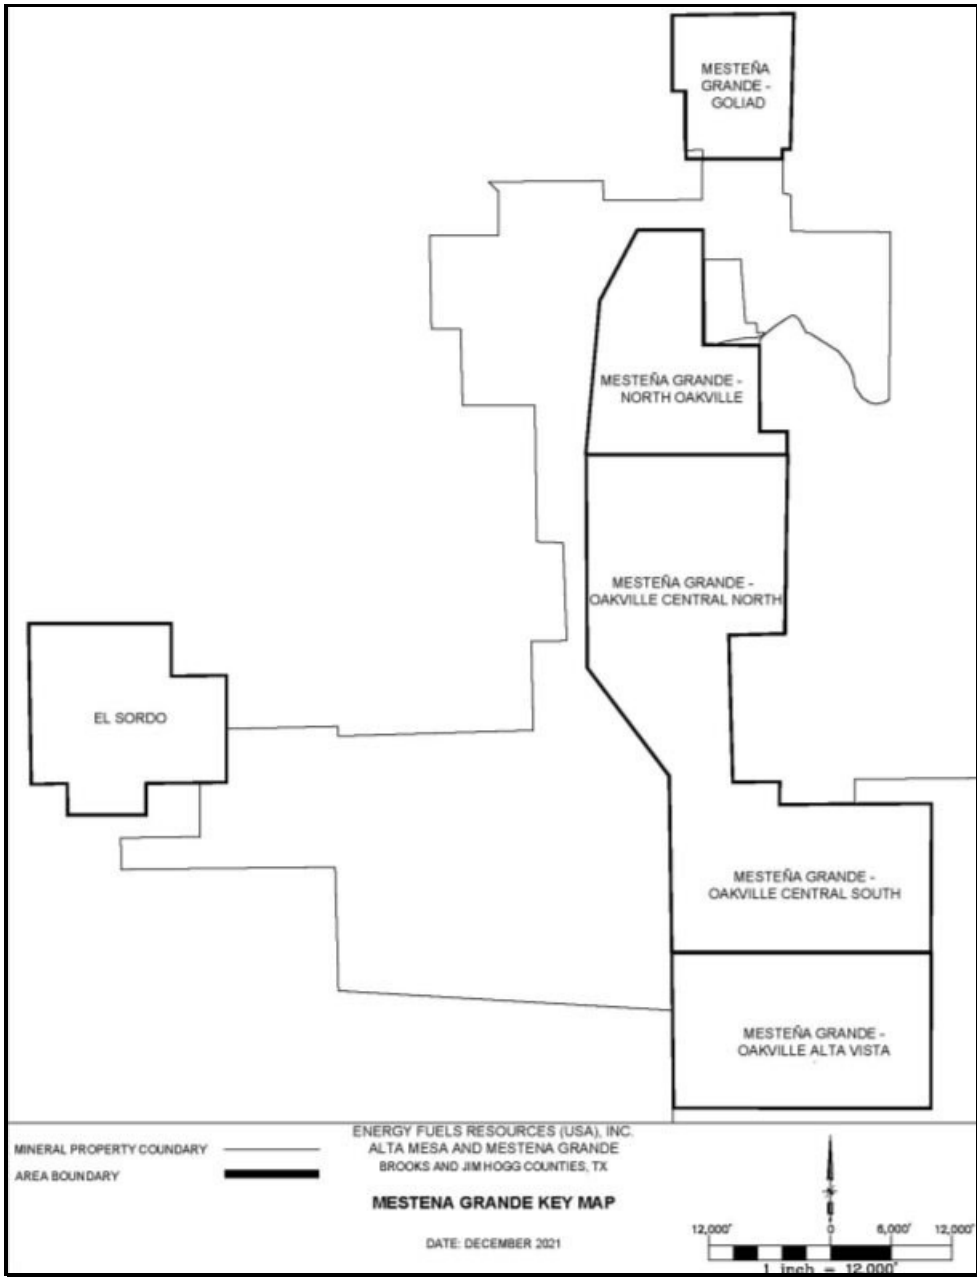 MESTEÑA
GRANDE -
GOLIAD
MESTEÑA GRANDE -
NORTH OAKVILLE
MESTEÑA GRANDE -
OAKVILLE CENTRAL NORTH
EL SORDO
MESTEÑA GRANDE -
OAKVILLE CENTRAL SOUTH
MESTEÑA GRANDE -
OAKVILLE ALTA VISTA
MINERAL PROPERTY COUNDARY
AREA BOUNDARY
ENERGY FUELS RESOURCES (USA), INC.
ALTA MESA AND MESTENA GRANDE
BROOKS AND JIM HOGG COUNTIES, TX
MESTENA GRANDE KEY MAP
DATE: DECEMBER 2021
12,000' 0 6,000' 12,000'
1 inch = 12,000'